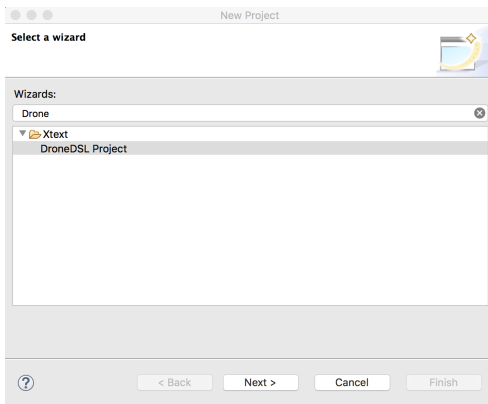 New Project
Select a wizard
Wizards:
Drone
Xtext
DroneDSL Project
?
< Back
Next >
Cancel
Finish